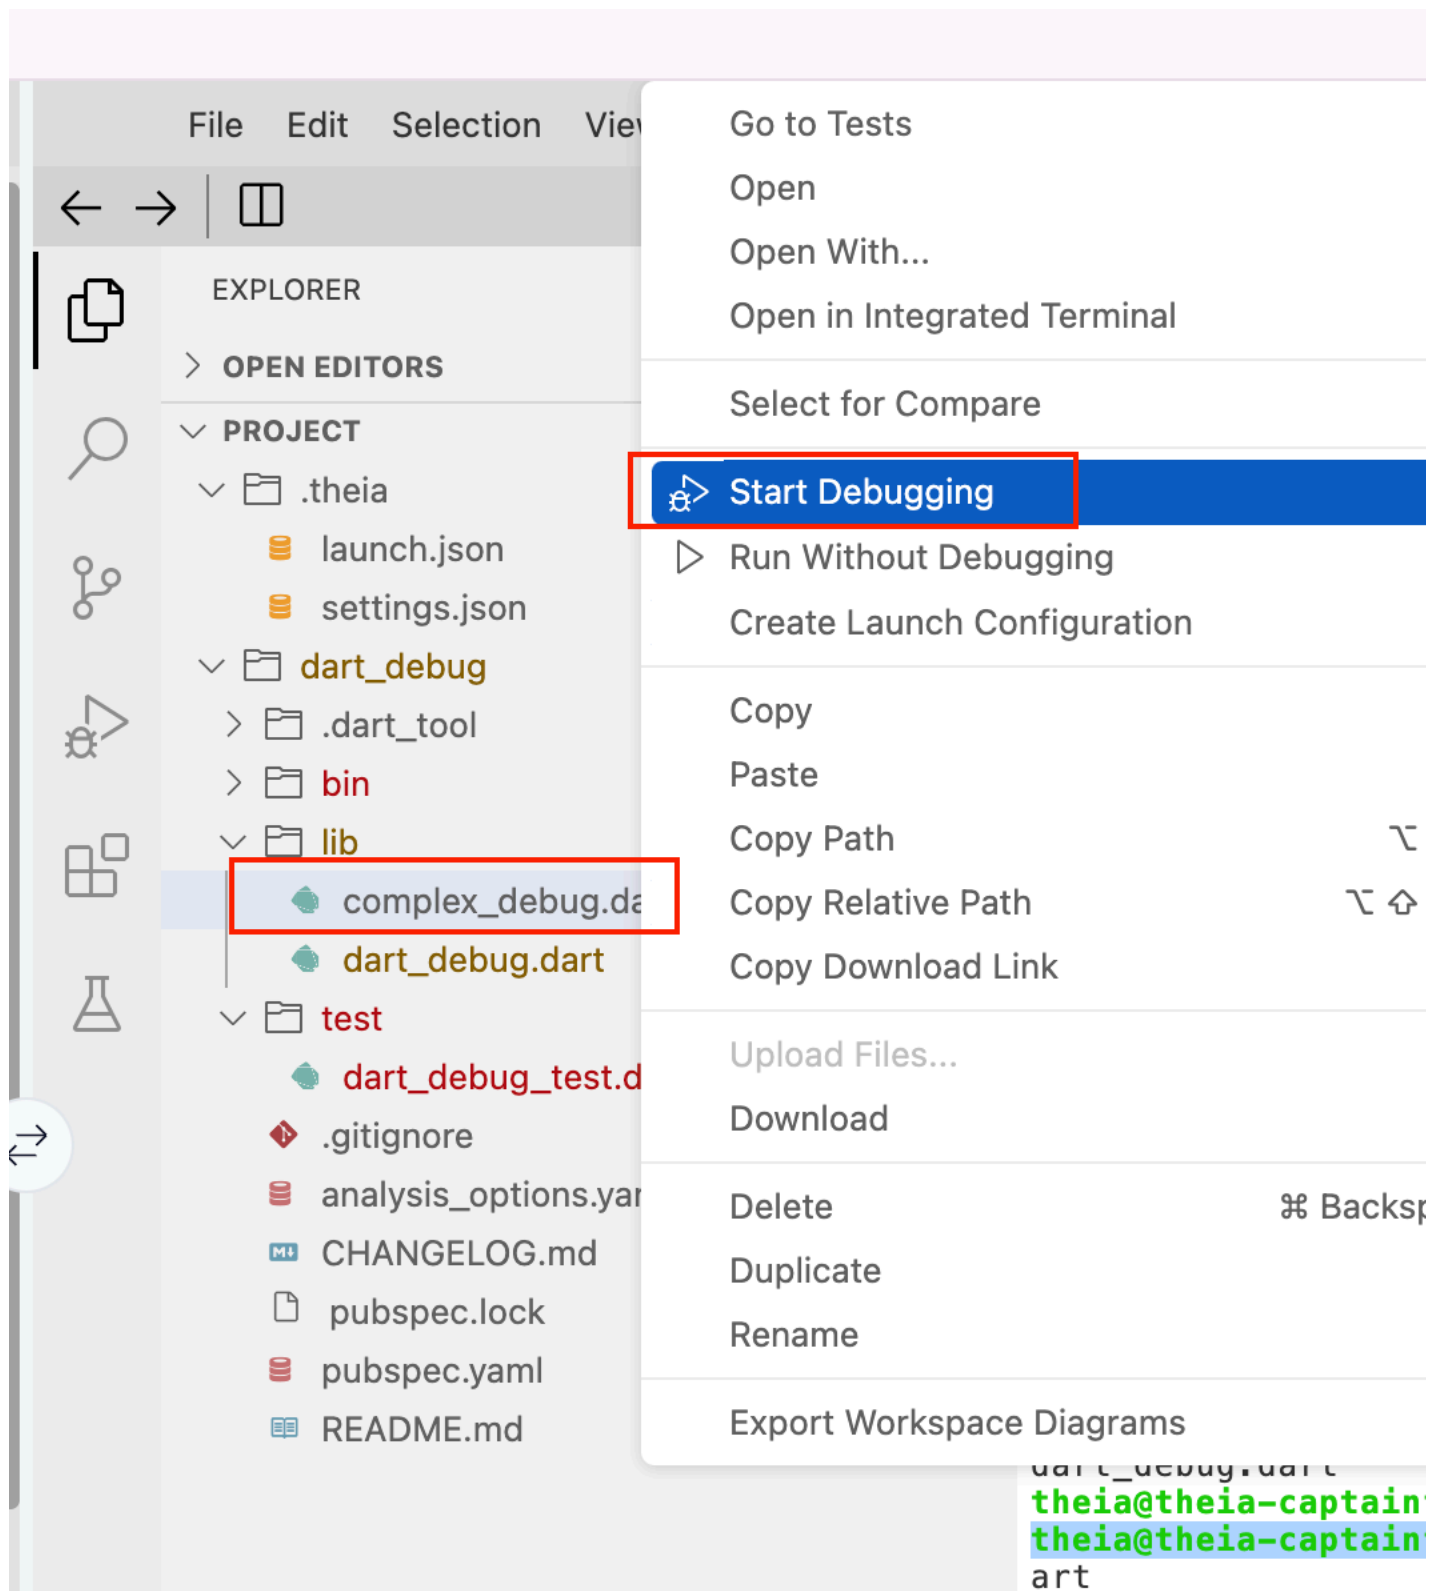 File Edit Selection
EXPLORER
OPEN EDITORS
PROJECT
.theia
launch.json
settings.json
dart_debug
.dart_tool
bin
lib
complex_debug.da
dart_debug.dart
test
dart_debug_test.d
.gitignore
analysis_options.ya
CHANGELOG.md
pubspec.lock
pubspec.yaml
README.md
Go to Tests
Open
Open With...
Open in Integrated Terminal
Select for Compare
Start Debugging
Run Without Debugging
Create Launch Configuration
Copy
Paste
Copy Path ⌥
Copy Relative Path ⌥ ⇧
Copy Download Link
Upload Files...
Download
Delete ⌘ Backsp
Duplicate
Rename
Export Workspace Diagrams
dart_debug.dart
theia@theia-captain
theia@theia-captain
art